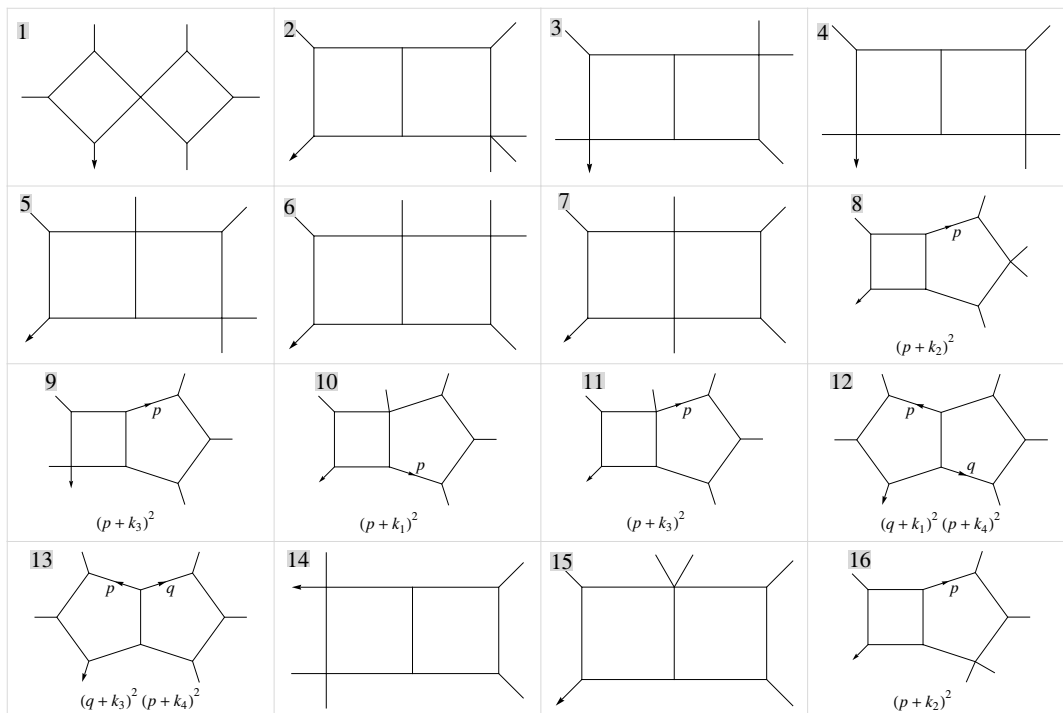 1 2 3 4
5 6 7 8
p
(p + k₂)²
9 10 11 12
p p p p
q
(p + k₃)² (p + k₁)² (p + k₃)² (q + k₁)² (p + k₄)²
13 14 15 16
p q p
(q + k₃)² (p + k₄)² (p + k₂)²